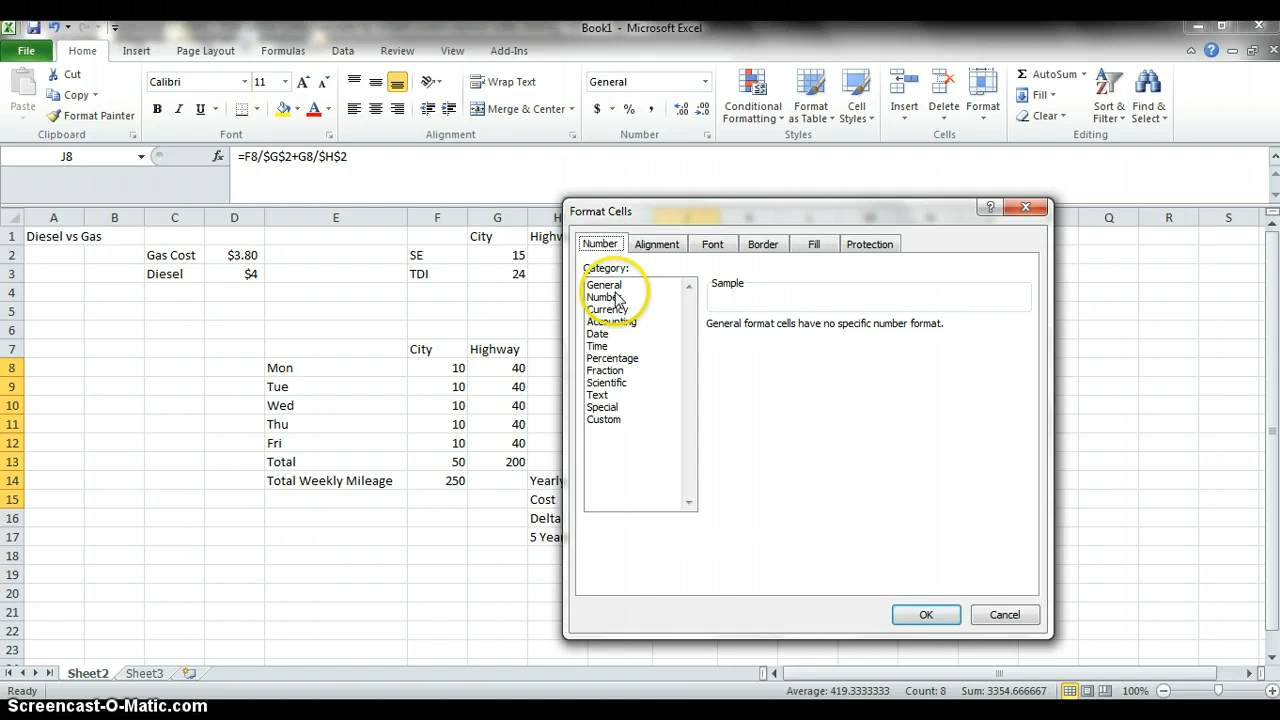 Book1 - Microsoft Excel
File Home Insert Page Layout Formulas Data Review View Add-Ins
Paste Cut Copy Format Painter
Calibri 11
Wrap Text Merge & Center
General
$ % ,
Conditional Formatting Format as Table Cell Styles
Insert Delete Format
AutoSum Fill Clear Sort & Filter Find & Select
Clipboard Font Alignment Number Styles Cells Editing
J8 fx =F8/$G$2+G8/$H$2
A B C D E F G H Q R S
1 Diesel vs Gas City Highw
2 Gas Cost $3.80 SE 15
3 Diesel $4 TDI 24
4
5
6
7 City Highway
8 Mon 10 40
9 Tue 10 40
10 Wed 10 40
11 Thu 10 40
12 Fri 10 40
13 Total 50 200
14 Total Weekly Mileage 250 Yearly
15 Cost
16 Delta
17 5 Year
18
19
20
21
22
23
Format Cells
Number Alignment Font Border Fill Protection
Category:
General
Number
Currency
Accounting
Date
Time
Percentage
Fraction
Scientific
Text
Special
Custom
Sample
General format cells have no specific number format.
OK Cancel
Sheet2 Sheet3
Ready Average: 419.3333333 Count: 8 Sum: 3354.666667 100%
Screencast-O-Matic.com